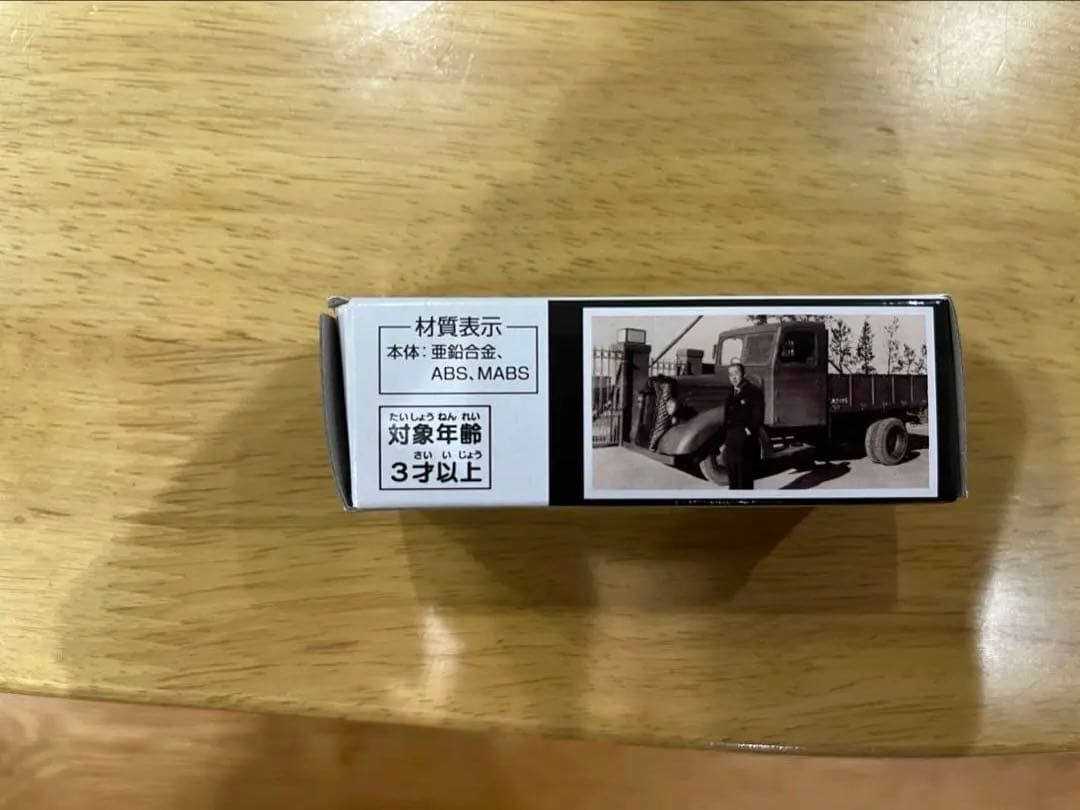 材質表示
本体：亜鉛合金、
ABS、MABS
たいしょう ねん れい
対象年齢
さい い じょう
3才以上